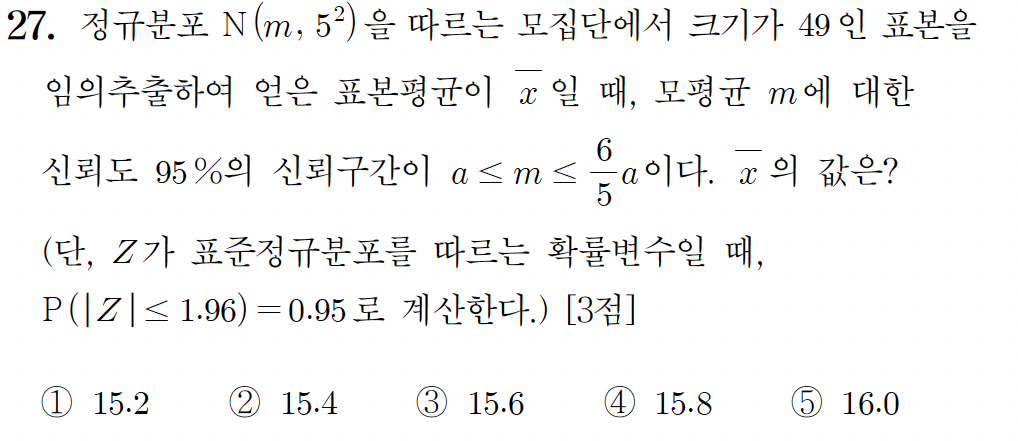 27. 정규분포 N(m, 5²)을 따르는 모집단에서 크기가 49인 표본을
임의추출하여 얻은 표본평균이 x̄일 때, 모평균 m에 대한
신뢰도 95%의 신뢰구간이 a ≤ m ≤ 6/5 a이다. x̄의 값은?
(단, Z가 표준정규분포를 따르는 확률변수일 때,
P(|Z| ≤ 1.96) = 0.95로 계산한다.) [3점]
① 15.2 ② 15.4 ③ 15.6 ④ 15.8 ⑤ 16.0